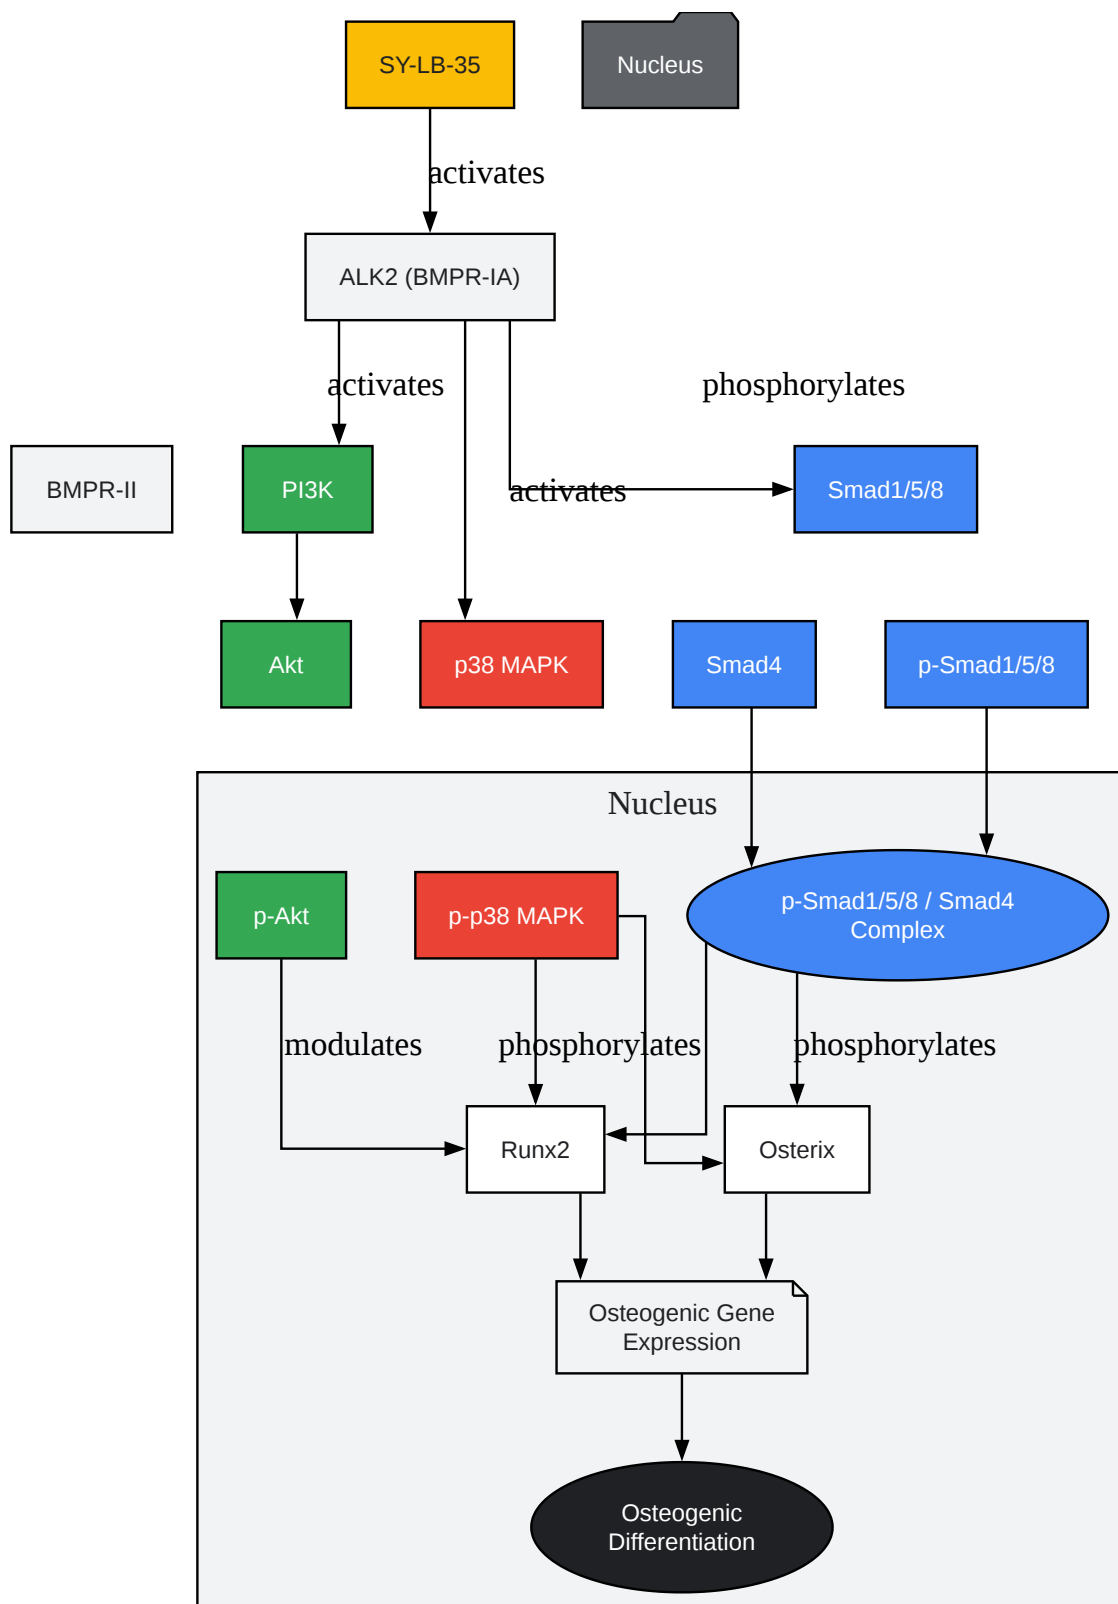 SY-LB-35
Nucleus
activates
ALK2 (BMPR-IA)
activates
phosphorylates
BMPR-II
PI3K
activates
Smad1/5/8
Akt
p38 MAPK
Smad4
p-Smad1/5/8
Nucleus
p-Akt
p-p38 MAPK
p-Smad1/5/8 / Smad4
Complex
modulates
phosphorylates
phosphorylates
Runx2
Osterix
Osteogenic Gene
Expression
Osteogenic
Differentiation